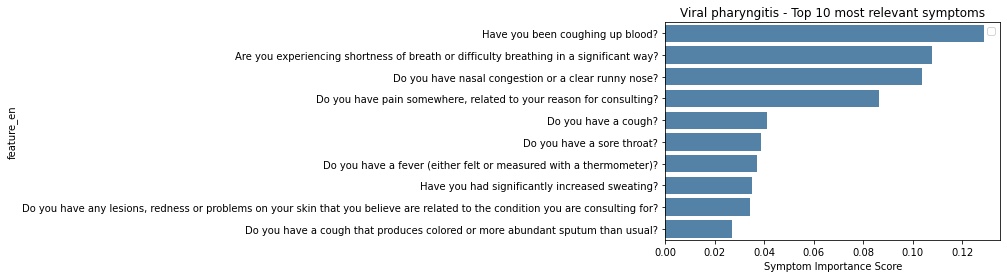 Viral pharyngitis - Top 10 most relevant symptoms
Have you been coughing up blood?
Are you experiencing shortness of breath or difficulty breathing in a significant way?
Do you have nasal congestion or a clear runny nose?
Do you have pain somewhere, related to your reason for consulting?
Do you have a cough?
Do you have a sore throat?
Do you have a fever (either felt or measured with a thermometer)?
Have you had significantly increased sweating?
Do you have any lesions, redness or problems on your skin that you believe are related to the condition you are consulting for?
Do you have a cough that produces colored or more abundant sputum than usual?
feature_en
0.00 0.02 0.04 0.06 0.08 0.10 0.12
Symptom Importance Score